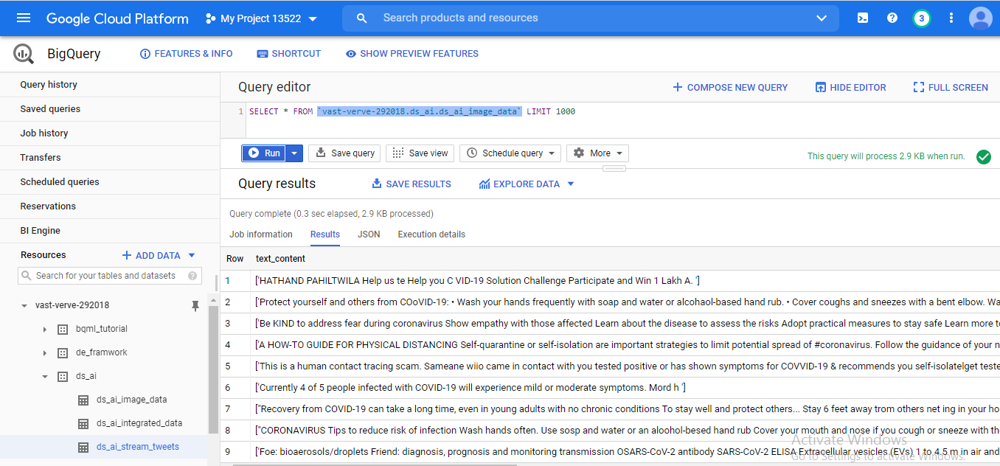 Google Cloud Platform My Project 13522 Search products and resources 3
BigQuery FEATURES & INFO SHORTCUT SHOW PREVIEW FEATURES
Query history
Saved queries
Job history
Transfers
Scheduled queries
Reservations
BI Engine
Resources ADD DATA
Search for your tables and datasets
vast-verve-292018
bqml_tutorial
de_framwork
ds_ai
ds_ai_image_data
ds_ai_integrated_data
ds_ai_stream_tweets
Query editor COMPOSE NEW QUERY HIDE EDITOR FULL SCREEN
1 SELECT * FROM `vast-verve-292018.ds_ai.ds_ai_image_data` LIMIT 1000
Run Save query Save view Schedule query More This query will process 2.9 KB when run.
Query results SAVE RESULTS EXPLORE DATA
Query complete (0.3 sec elapsed, 2.9 KB processed)
Job information Results JSON Execution details
Row text_content
1 ['HATHAND PAHILTWILA Help us te Help you C VID-19 Solution Challenge Participate and Win 1 Lakh A. ']
2 ['Protect yourself and others from COoVID-19: • Wash your hands frequently with soap and water or alcohaol-based hand rub. • Cover coughs and sneezes with a bent elbow. Wa
3 ['Be KIND to address fear during coronavirus Show empathy with those affected Learn about the disease to assess the risks Adopt practical measures to stay safe Learn more t
4 ['A HOW-TO GUIDE FOR PHYSICAL DISTANCING Self-quarantine or self-isolation are important strategies to limit potential spread of #coronavirus. Follow the guidance of your n
5 ['This is a human contact tracing scam. Sameane wiio came in contact with you tested positive or has shown symptoms for COVVID-19 & recommends you self-isolatelget teste
6 ['Currently 4 of 5 people infected with COVID-19 will experience mild or moderate symptoms. Mord h ']
7 ["Recovery from COVID-19 can take a long time, even in young adults with no chronic conditions To stay well and protect others... Stay 6 feet away trom others net ing in your ho
8 ["CORONAVIRUS Tips to reduce risk of infection Wash hands often. Use sosp and water or an aloohol-besed hand rub Cover your mouth and nose if you cough or sneeze with th
9 ['Foe: bioaerosols/droplets Friend: diagnosis, prognosis and monitoring transmission OSARS-CoV-2 antibody SARS-CoV-2 ELISA Extracellular vesicles (EVs) 1 to 4.5 m in air and
Activate Windows
Go to Settings to activate Windows.